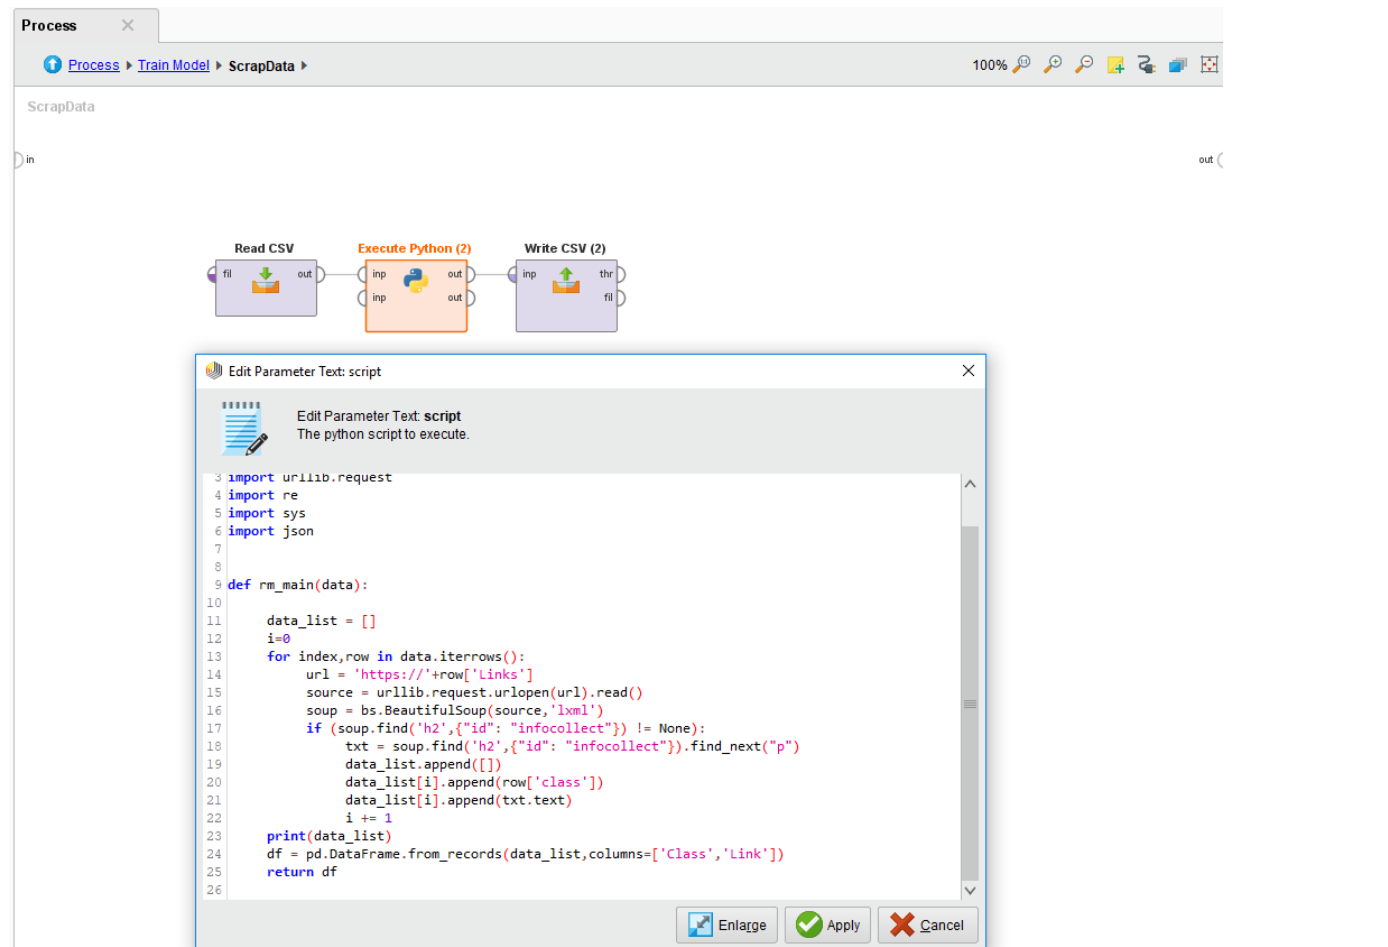 Process
Process Train Model ScrapData
100%
ScrapData
in
out
Read CSV
Execute Python (2)
Write CSV (2)
fil out
inp out
inp thr
inp out
fil
Edit Parameter Text: script
Edit Parameter Text: script
The python script to execute.
3 import urllib.request
4 import re
5 import sys
6 import json
7
8
9 def rm_main(data):
10
11 data_list = []
12 i=0
13 for index,row in data.iterrows():
14 url = 'https://'+row['Links']
15 source = urllib.request.urlopen(url).read()
16 soup = bs.BeautifulSoup(source,'lxml')
17 if (soup.find('h2',{"id": "infocollect"}) != None):
18 txt = soup.find('h2',{"id": "infocollect"}).find_next("p")
19 data_list.append([])
20 data_list[i].append(row['class'])
21 data_list[i].append(txt.text)
22 i += 1
23 print(data_list)
24 df = pd.DataFrame.from_records(data_list,columns=['Class','Link'])
25 return df
26
Enlarge
Apply
Cancel